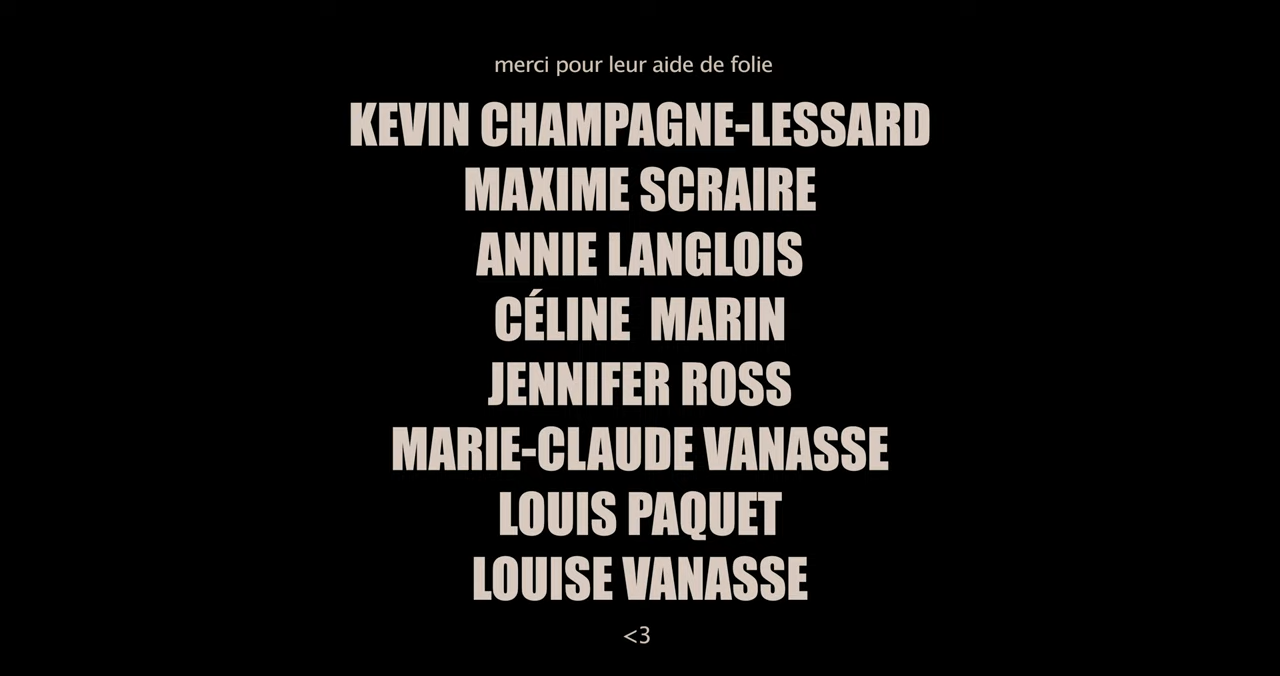 merci pour leur aide de folie
KEVIN CHAMPAGNE-LESSARD
MAXIME SCRAIRE
ANNIE LANGLOIS
CÉLINE  MARIN
JENNIFER ROSS
MARIE-CLAUDE VANASSE
LOUIS PAQUET
LOUISE VANASSE
<3